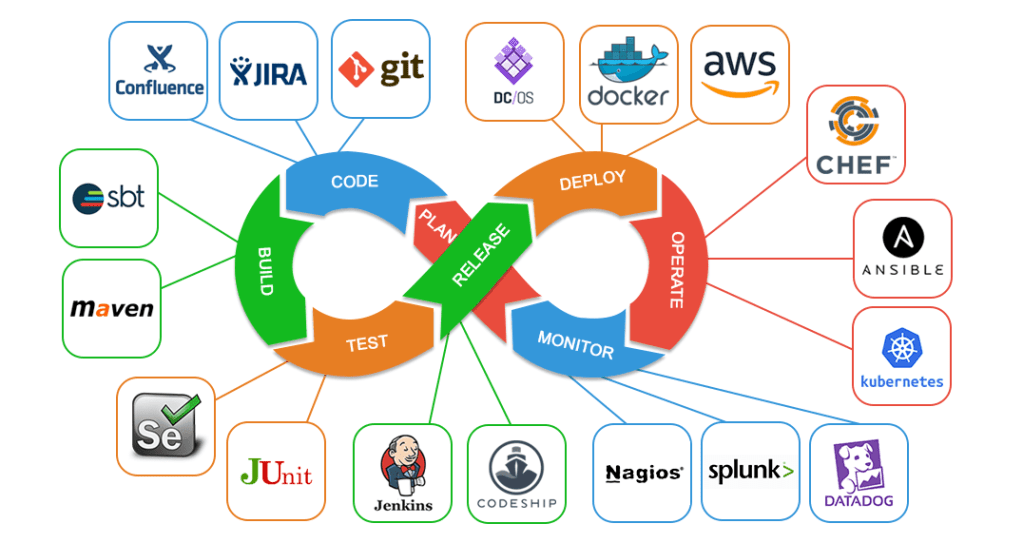 Confluence
JIRA
git
DC/OS
docker
aws
CHEF™
sbt
CODE
DEPLOY
PLAN
RELEASE
OPERATE
ANSIBLE
BUILD
maven
TEST
MONITOR
kubernetes
Se
JUnit
Jenkins
CODESHIP
Nagios®
splunk>
DATADOG